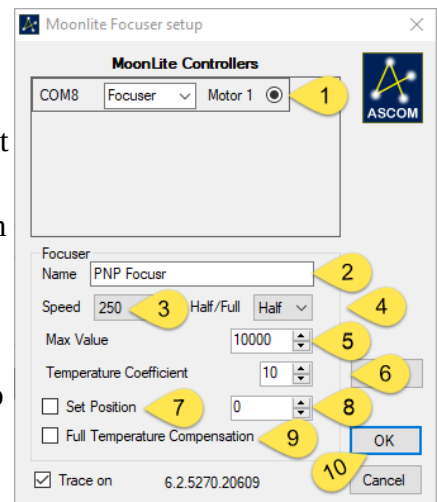 Moonlite Focuser setup
MoonLite Controllers
COM8 Focuser Motor 1 1
ASCOM
Focuser
Name PNP Focusr 2
Speed 250 3 Half/Full Half 4
Max Value 10000 5
Temperature Coefficient 10 6
Set Position 7 0 8
Full Temperature Compensation 9
OK
10
Trace on 6.2.5270.20609 Cancel